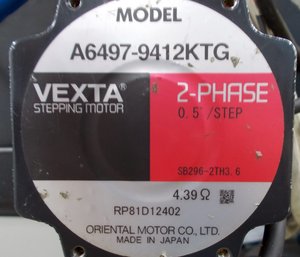 MODEL
A6497-9412KTG
VEXTA®
STEPPING MOTOR
2-PHASE
0.5°/STEP
SB296-2TH3.6
4.39 Ω
RP81D12402
ORIENTAL MOTOR CO., LTD.
MADE IN JAPAN